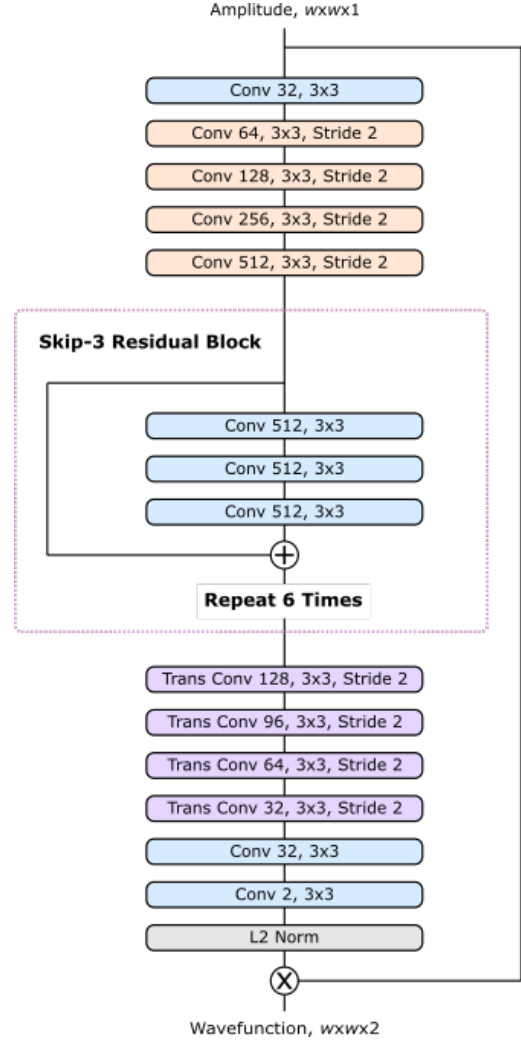 Amplitude, wxwx1
Conv 32, 3x3
Conv 64, 3x3, Stride 2
Conv 128, 3x3, Stride 2
Conv 256, 3x3, Stride 2
Conv 512, 3x3, Stride 2
Skip-3 Residual Block
Conv 512, 3x3
Conv 512, 3x3
Conv 512, 3x3
+
Repeat 6 Times
Trans Conv 128, 3x3, Stride 2
Trans Conv 96, 3x3, Stride 2
Trans Conv 64, 3x3, Stride 2
Trans Conv 32, 3x3, Stride 2
Conv 32, 3x3
Conv 2, 3x3
L2 Norm
X
Wavefunction, wxwx2